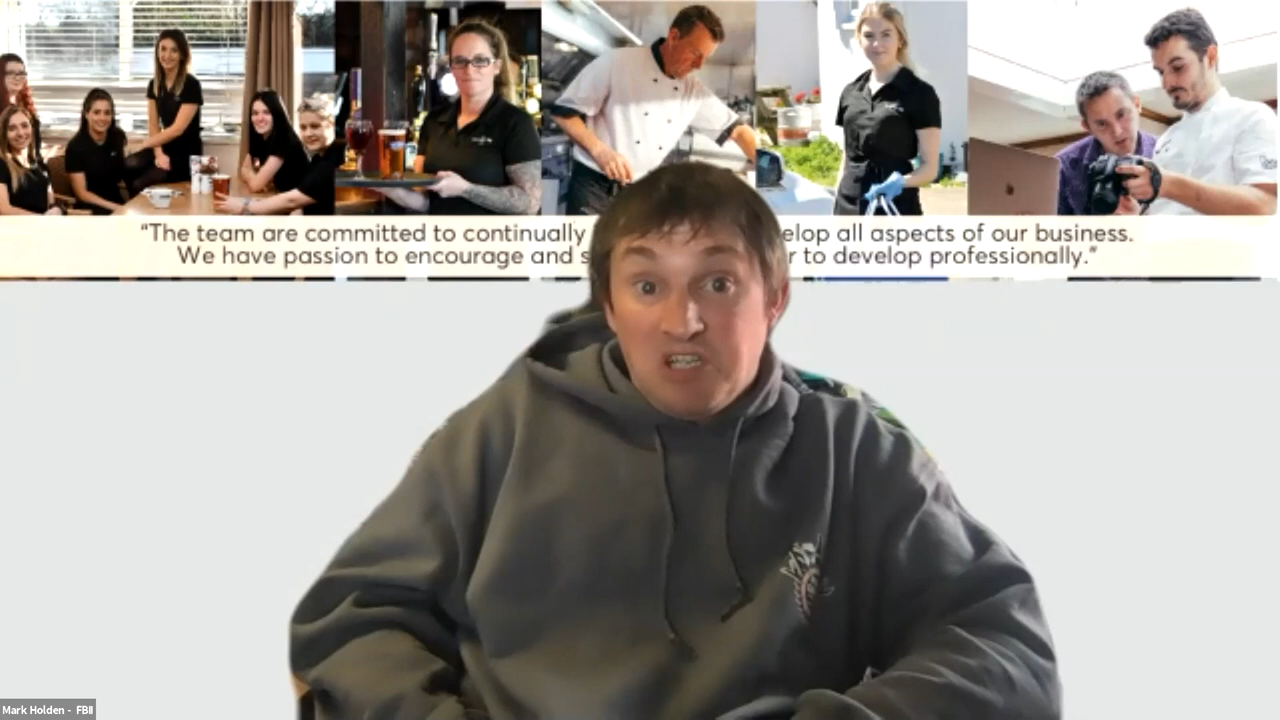 "The team are committed to continually elop all aspects of our business.
We have passion to encourage and s r to develop professionally."
Mark Holden - FBII